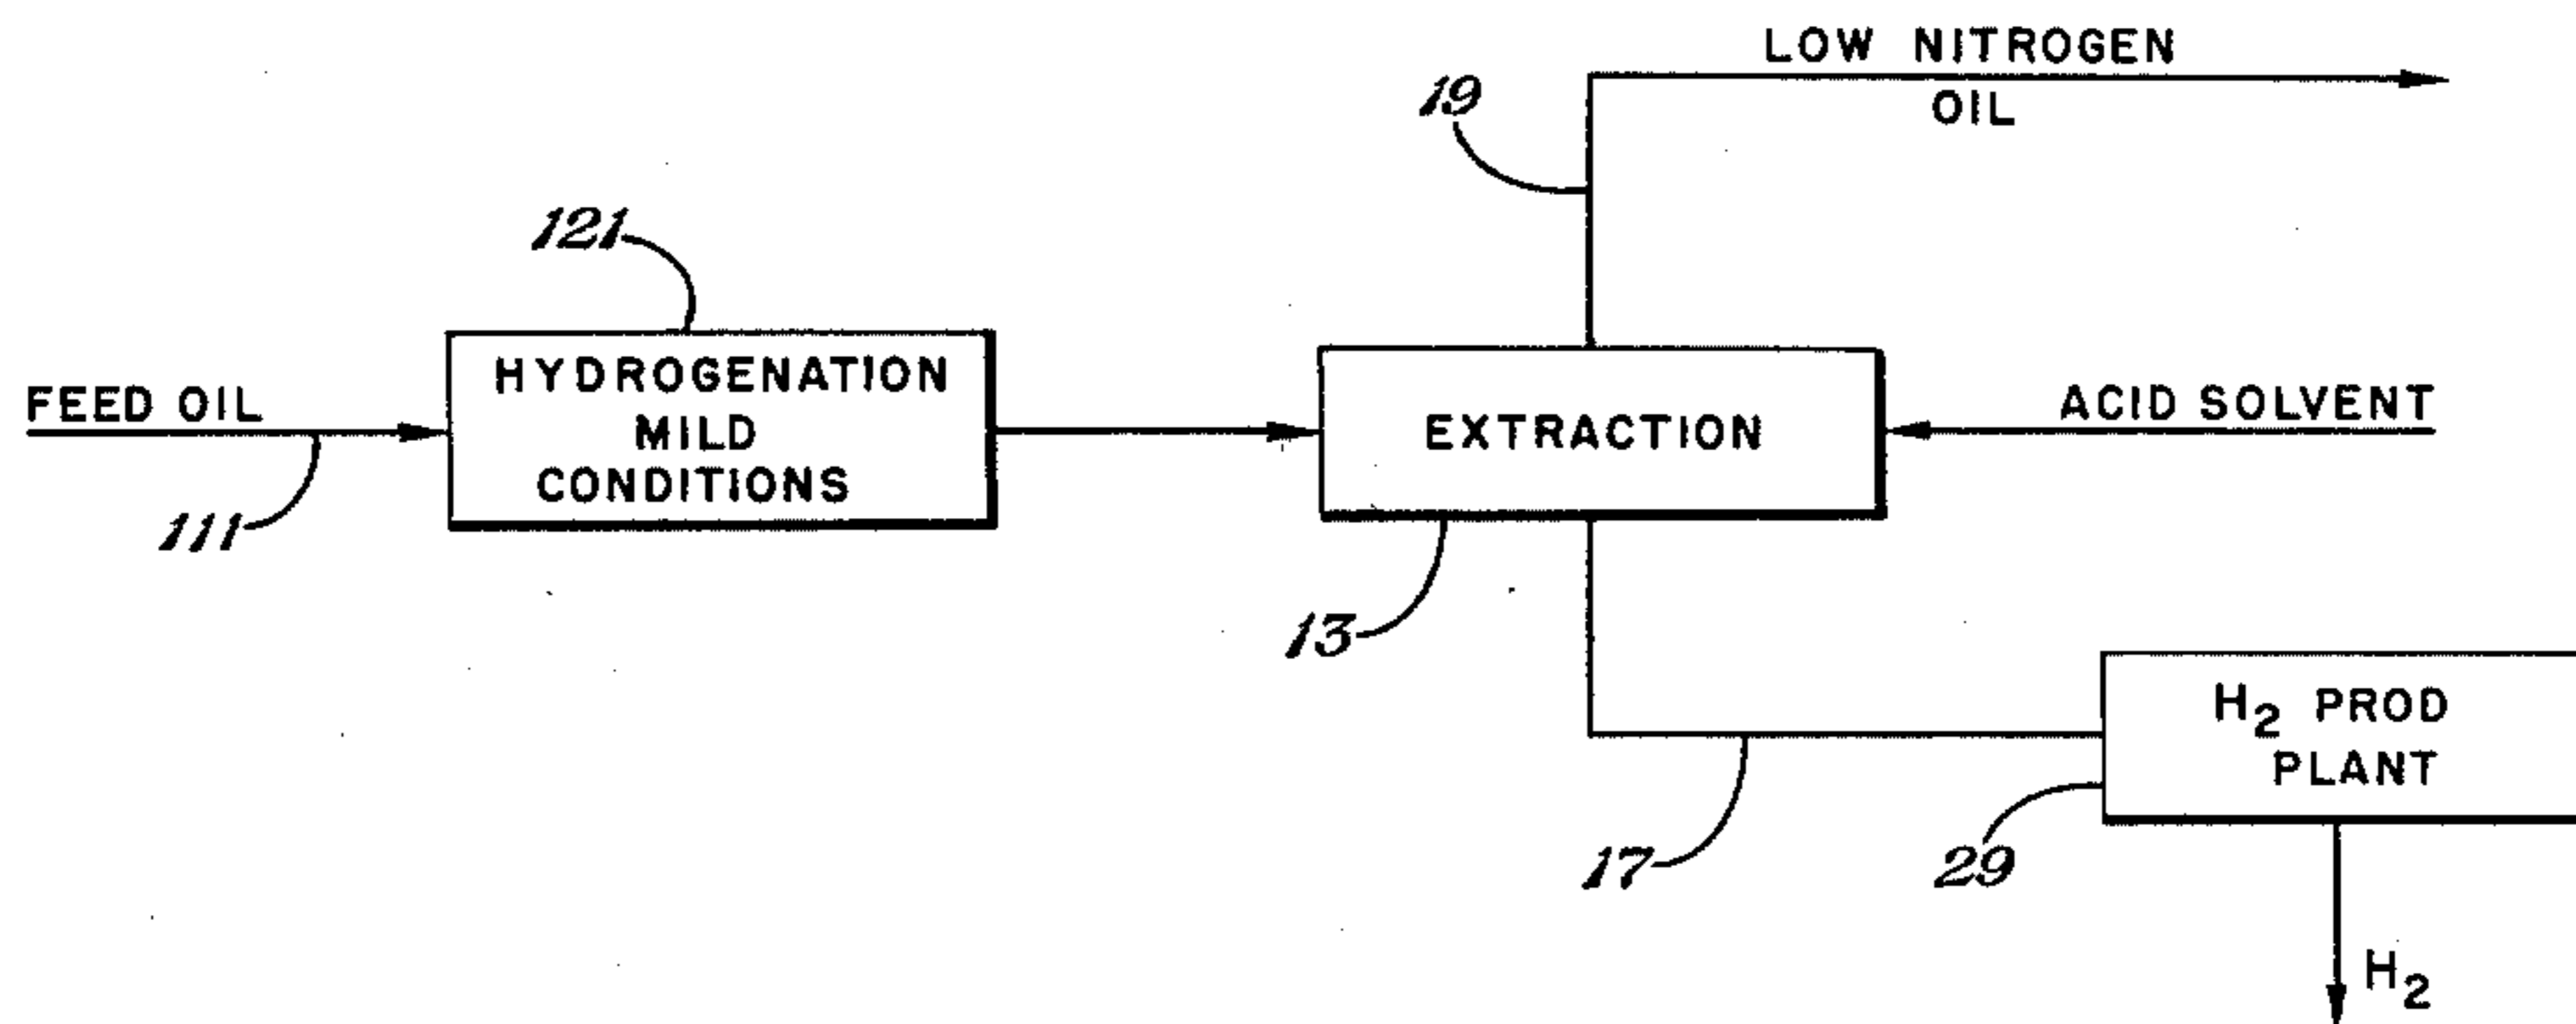 LOW NITROGEN
OIL
19
121
HYDROGENATION
MILD
CONDITIONS
FEED OIL
111
EXTRACTION
ACID SOLVENT
13
H₂ PROD
PLANT
17
29
H₂